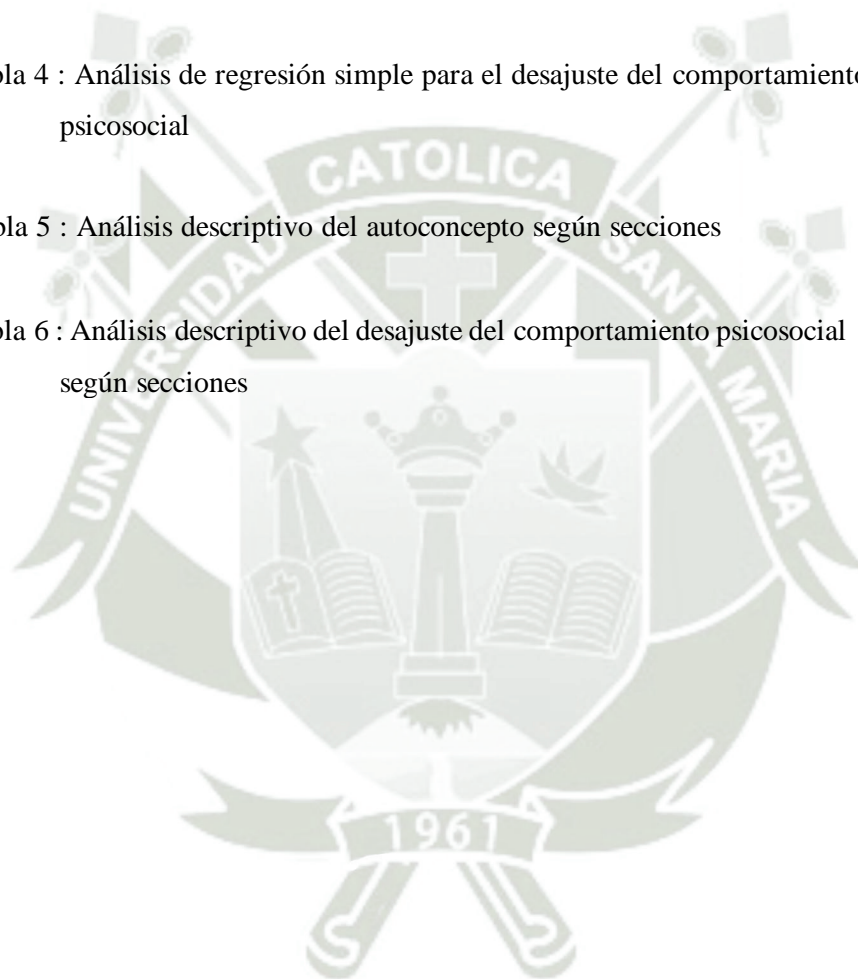 bla 4 : Análisis de regresión simple para el desajuste del comportamiento
psicosocial
CATOLICA
bla 5 : Análisis descriptivo del autoconcepto según secciones
UNIVERSIDAD
SANTA MARIA
bla 6 : Análisis descriptivo del desajuste del comportamiento psicosocial
según secciones
1961